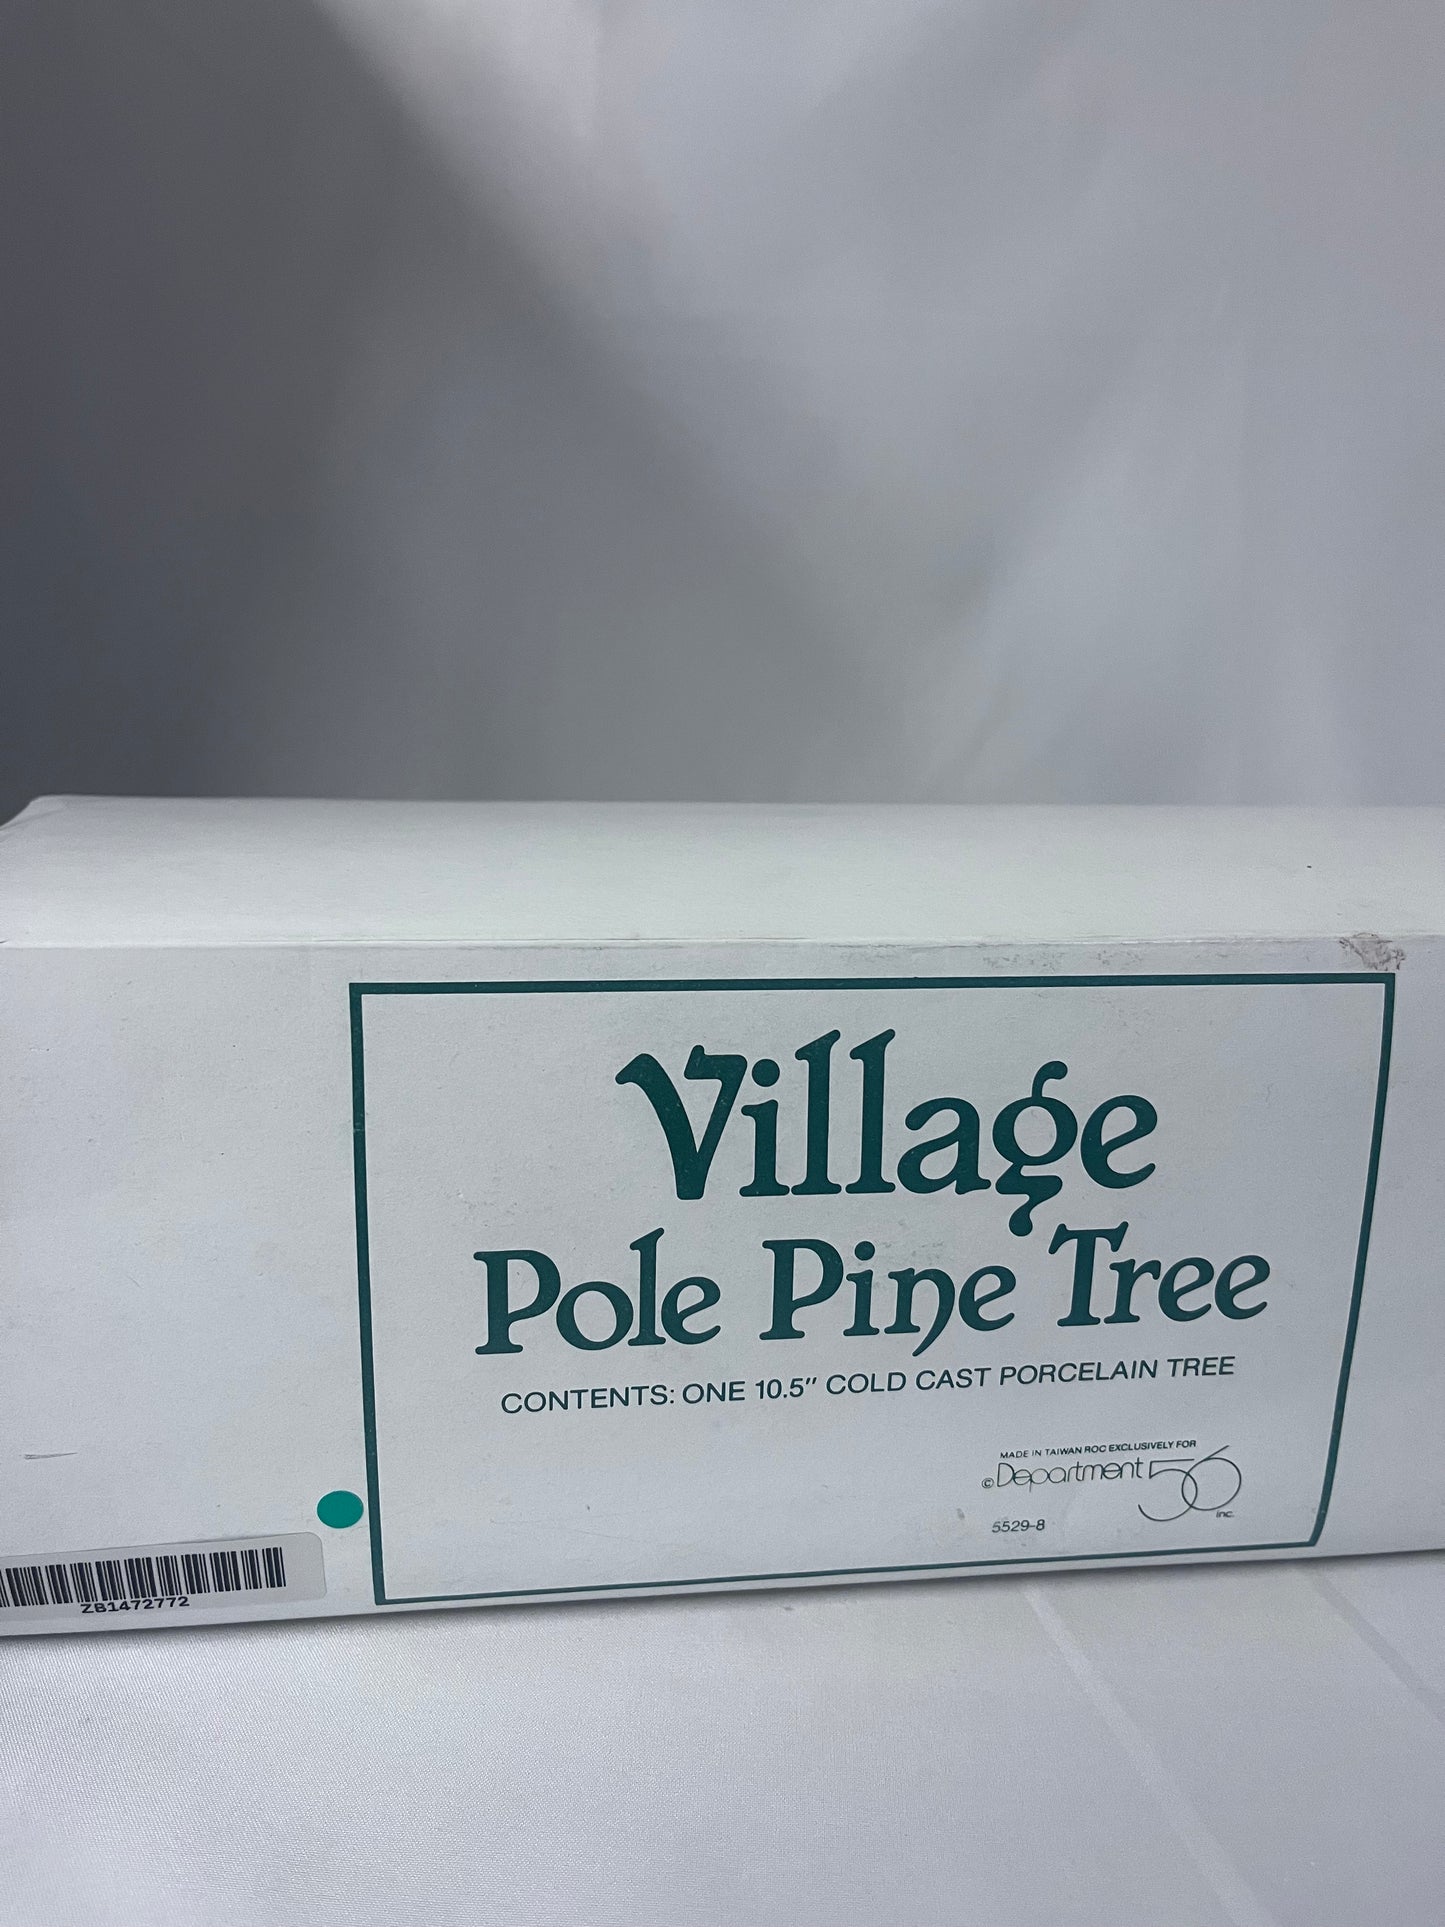 Village
Pole Pine Tree
CONTENTS: ONE 10.5" COLD CAST PORCELAIN TREE
MADE IN TAIWAN ROC EXCLUSIVELY FOR
© Department 56
inc.
5529-8
ZB1472772